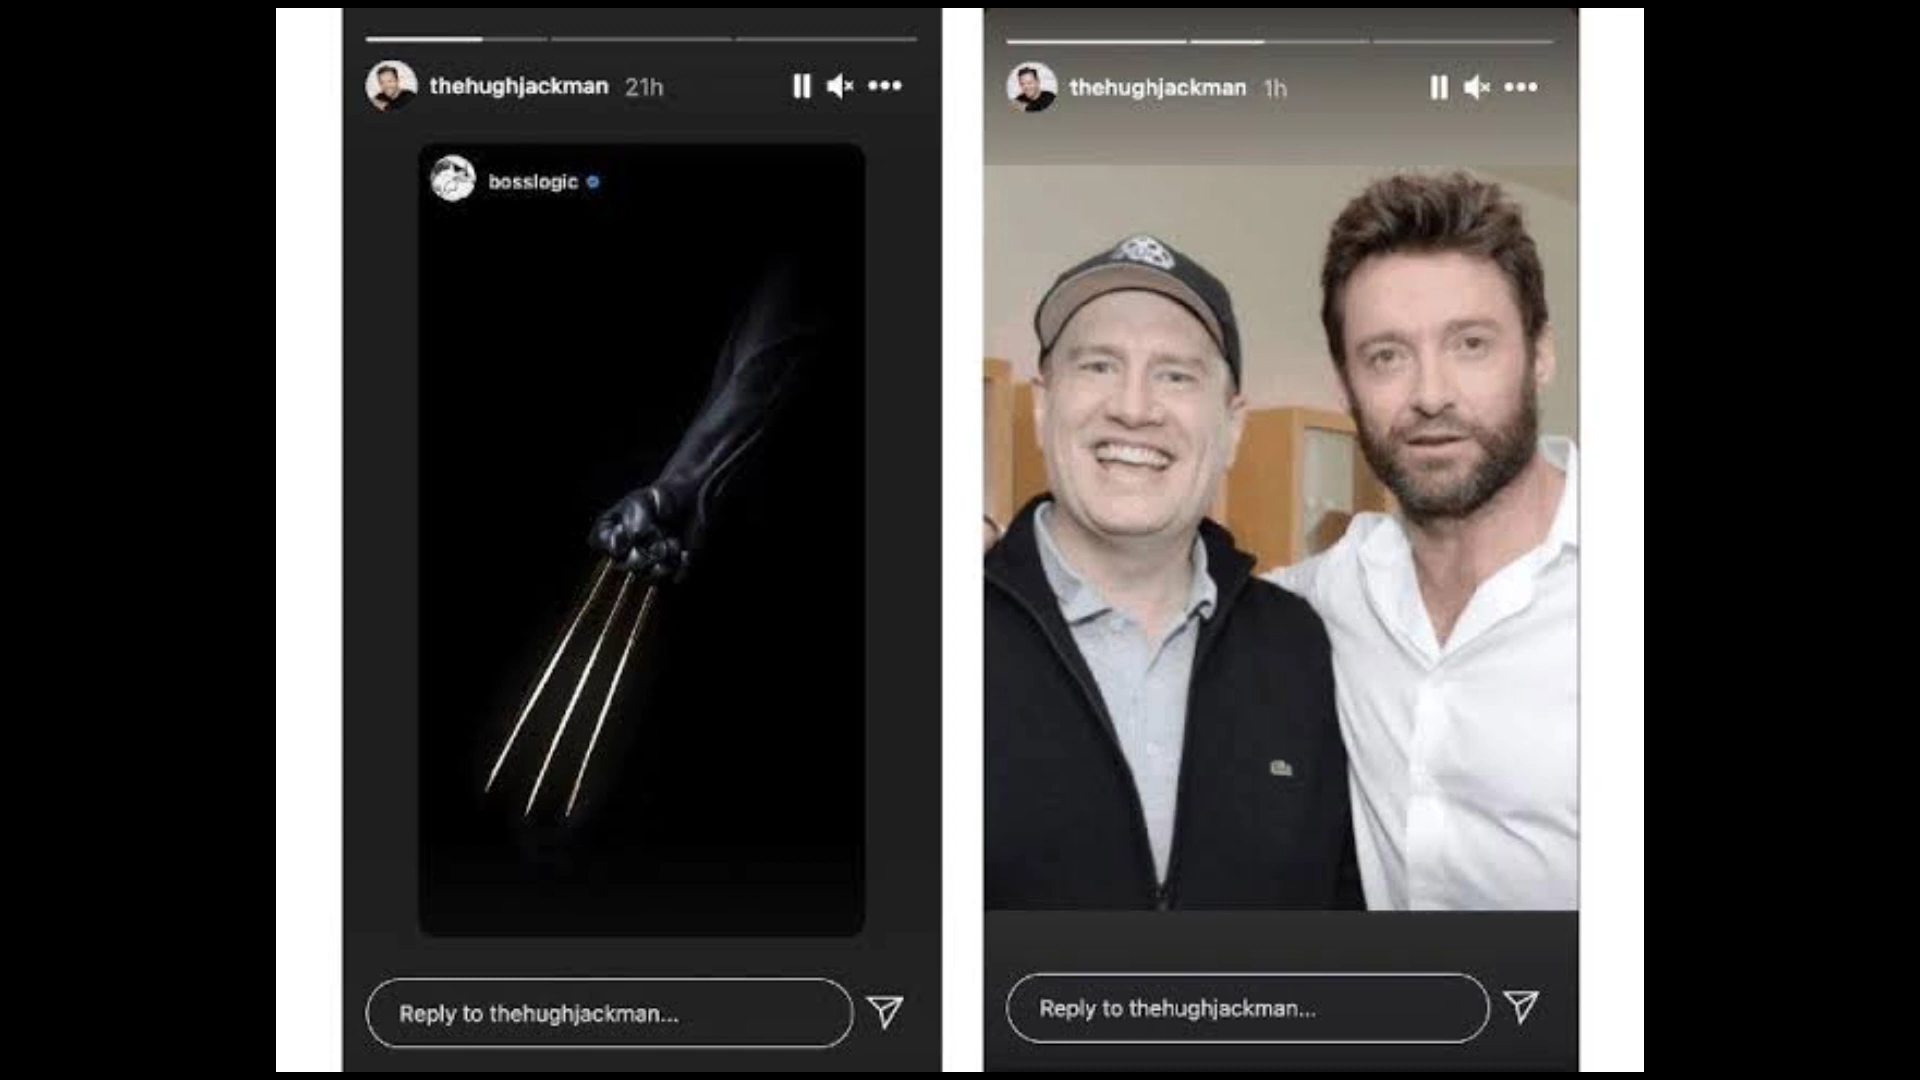 thehughjackman 21h
bosslogic
Reply to thehughjackman...
thehughjackman 1h
Reply to thehughjackman...